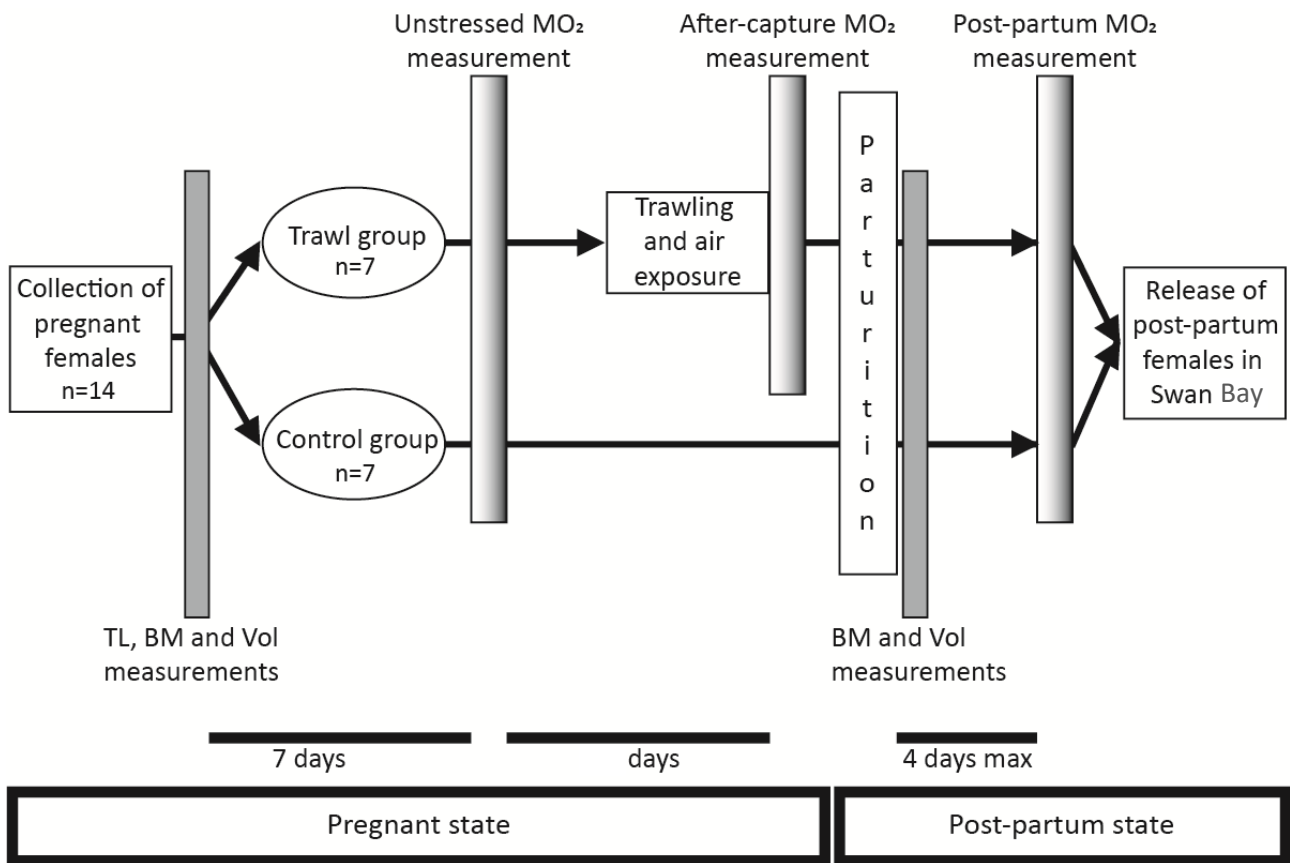 Unstressed MO₂
measurement
After-capture MO₂
measurement
Post-partum MO₂
measurement
Collection of
pregnant
females
n=14
Trawl group
n=7
Control group
n=7
Trawling
and air
exposure
Parturition
Release of
post-partum
females in
Swan Bay
TL, BM and Vol
measurements
BM and Vol
measurements
7 days
days
4 days max
Pregnant state
Post-partum state